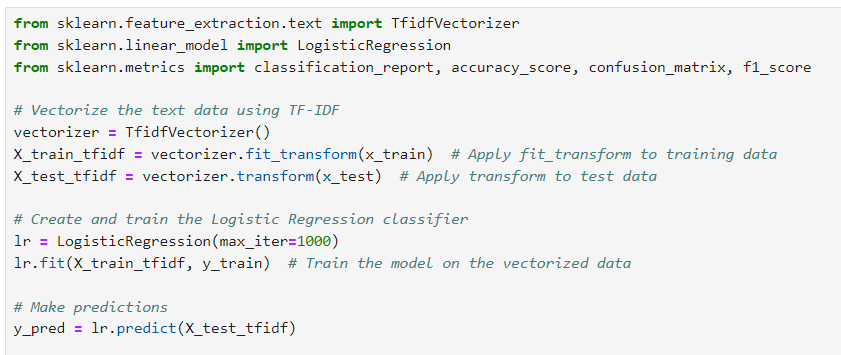 from sklearn.feature_extraction.text import TfidfVectorizer
from sklearn.linear_model import LogisticRegression
from sklearn.metrics import classification_report, accuracy_score, confusion_matrix, f1_score
# Vectorize the text data using TF-IDF
vectorizer = TfidfVectorizer()
X_train_tfidf = vectorizer.fit_transform(x_train)  # Apply fit_transform to training data
X_test_tfidf = vectorizer.transform(x_test)  # Apply transform to test data
# Create and train the Logistic Regression classifier
lr = LogisticRegression(max_iter=1000)
lr.fit(X_train_tfidf, y_train)  # Train the model on the vectorized data
# Make predictions
y_pred = lr.predict(X_test_tfidf)